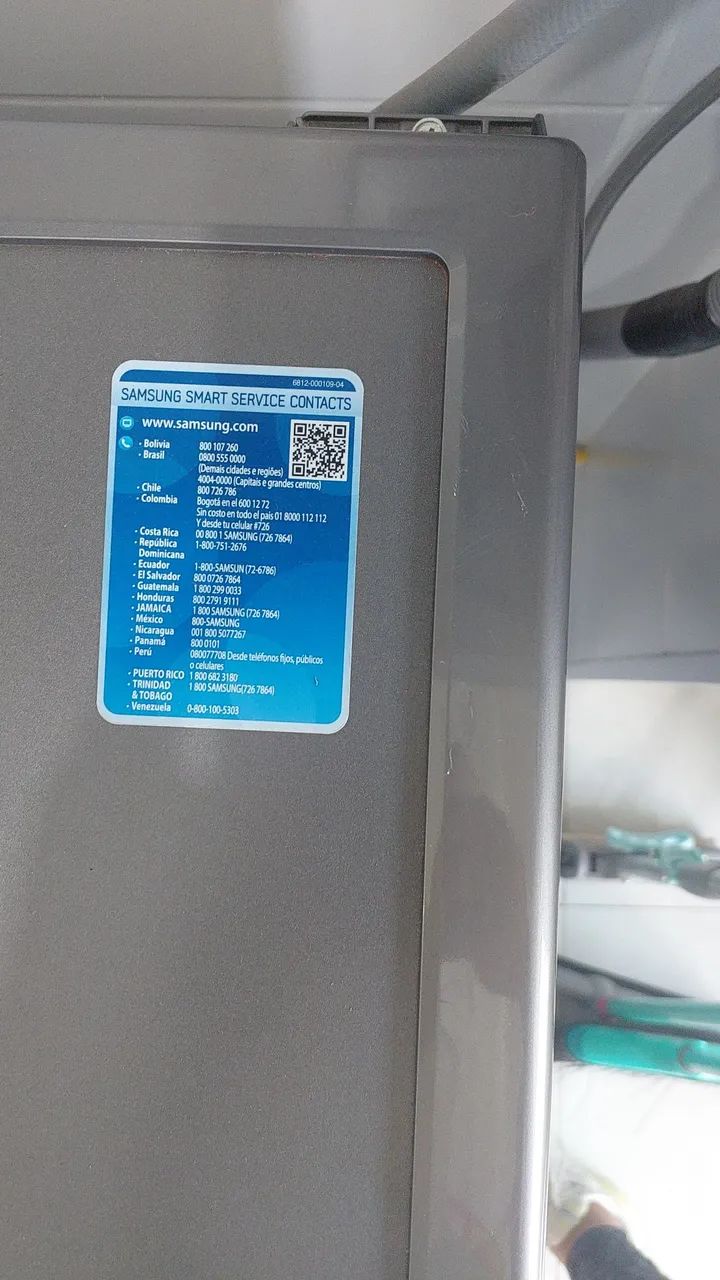 6812-000109-04
SAMSUNG SMART SERVICE CONTACTS
www.samsung.com
· Bolivia 800 107 260
· Brasil 0800 555 0000
(Demais cidades e regiões)
4004-0000 (Capitais e grandes centros)
· Chile 800 726 786
· Colombia Bogotá en el 600 12 72
Sin costo en todo el pais 01 8000 112 112
Y desde tu celular #726
· Costa Rica 00 800 1 SAMSUNG (726 7864)
· República 1-800-751-2676
Dominicana
· Ecuador 1-800-SAMSUN (72-6786)
· El Salvador 800 0726 7864
· Guatemala 1 800 299 0033
· Honduras 800 2791 9111
· JAMAICA 1 800 SAMSUNG (726 7864)
· México 800-SAMSUNG
· Nicaragua 001 800 5077267
· Panamá 800 0101
· Perú 080077708 Desde teléfonos fijos, públicos
o celulares
· PUERTO RICO 1 800 682 3180
· TRINIDAD 1 800 SAMSUNG(726 7864)
& TOBAGO
· Venezuela 0-800-100-5303